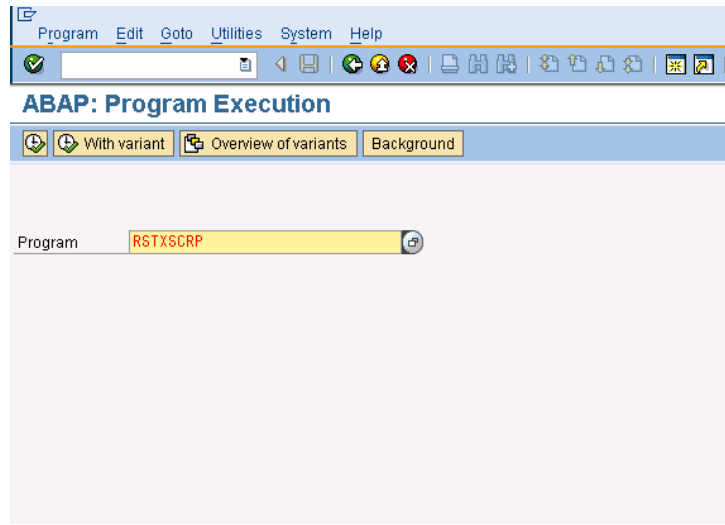 Program Edit Goto Utilities System Help
ABAP: Program Execution
With variant Overview of variants Background
Program RSTXSCRP